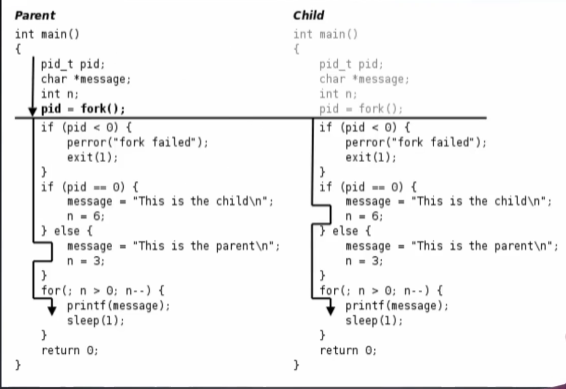 Parent
int main()
{
pid_t pid;
char *message;
int n;
pid = fork();
if (pid < 0) {
perror("fork failed");
exit(1);
}
if (pid == 0) {
message = "This is the child\n";
n = 6;
} else {
message = "This is the parent\n";
n = 3;
}
for(; n > 0; n--) {
printf(message);
sleep(1);
}
return 0;
}
Child
int main()
{
pid_t pid;
char *message;
int n;
pid = fork();
if (pid < 0) {
perror("fork failed");
exit(1);
}
if (pid == 0) {
message = "This is the child\n";
n = 6;
} else {
message = "This is the parent\n";
n = 3;
}
for(; n > 0; n--) {
printf(message);
sleep(1);
}
return 0;
}